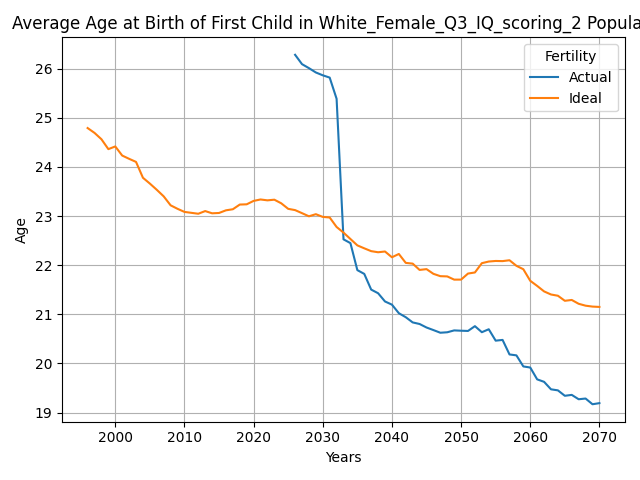 Average Age at Birth of First Child in White_Female_Q3_IQ_scoring_2 Popula
Fertility
Actual
Ideal
26
25
24
23
22
21
20
19
Age
2000 2010 2020 2030 2040 2050 2060 2070
Years